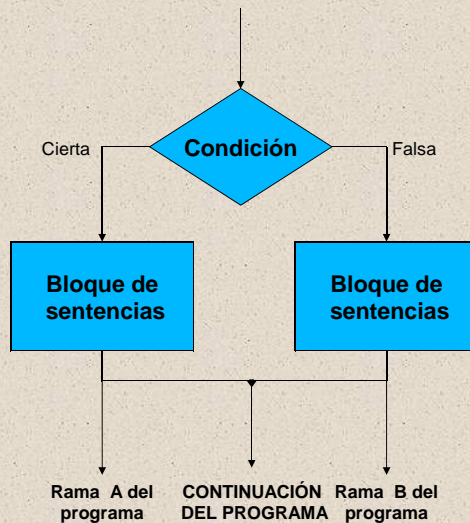 Condición
Cierta
Falsa
Bloque de
sentencias
Bloque de
sentencias
Rama A del
programa
CONTINUACIÓN
DEL PROGRAMA
Rama B del
programa